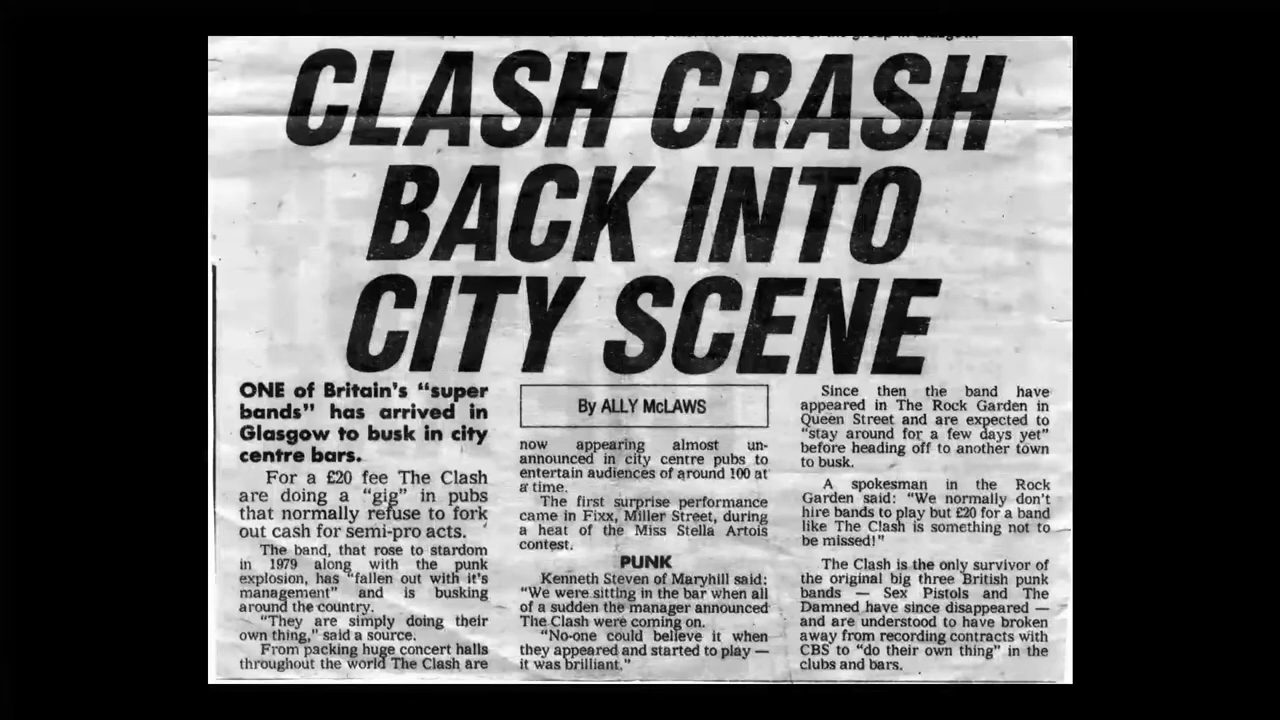 CLASH CRASH
BACK INTO
CITY SCENE
ONE of Britain's "super
bands" has arrived in
Glasgow to busk in city
centre bars.
For a £20 fee The Clash
are doing a "gig" in pubs
that normally refuse to fork
out cash for semi-pro acts.
The band, that rose to stardom
in 1979 along with the punk
explosion, has "fallen out with it's
management" and is busking
around the country.
"They are simply doing their
own thing," said a source.
From packing huge concert halls
throughout the world The Clash are
By ALLY McLAWS
now appearing almost un-
announced in city centre pubs to
entertain audiences of around 100 at
a time.
The first surprise performance
came in Fixx, Miller Street, during
a heat of the Miss Stella Artois
contest.
PUNK
Kenneth Steven of Maryhill said:
"We were sitting in the bar when all
of a sudden the manager announced
The Clash were coming on.
"No-one could believe it when
they appeared and started to play —
it was brilliant."
Since then the band have
appeared in The Rock Garden in
Queen Street and are expected to
"stay around for a few days yet"
before heading off to another town
to busk.
A spokesman in the Rock
Garden said: "We normally don't
hire bands to play but £20 for a band
like The Clash is something not to
be missed!"
The Clash is the only survivor of
the original big three British punk
bands — Sex Pistols and The
Damned have since disappeared —
and are understood to have broken
away from recording contracts with
CBS to "do their own thing" in the
clubs and bars.